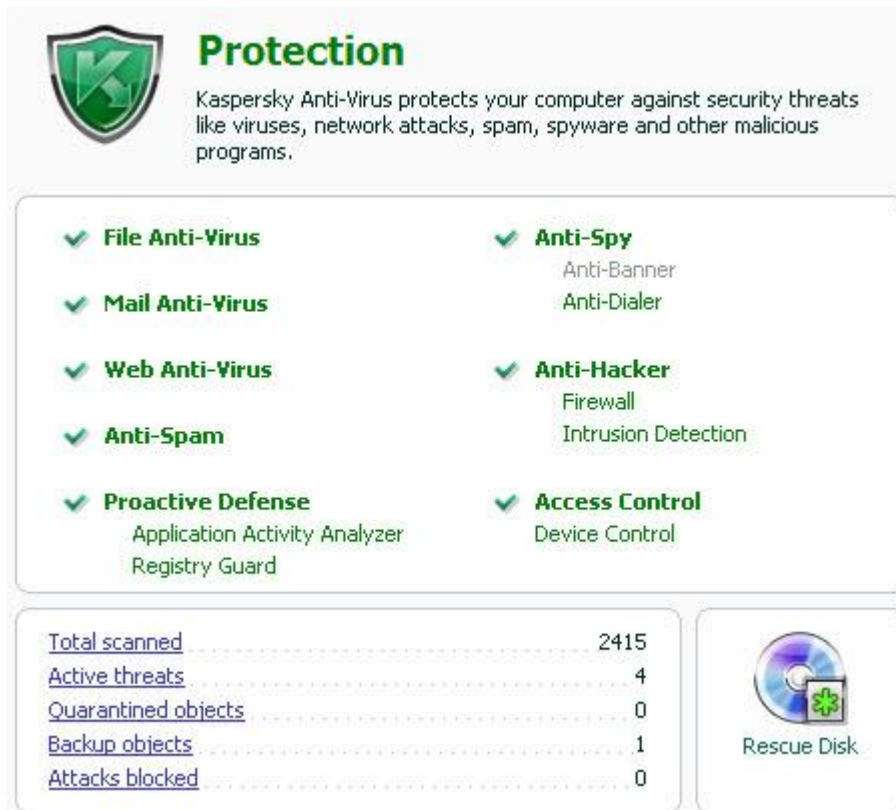 Protection
Kaspersky Anti-Virus protects your computer against security threats
like viruses, network attacks, spam, spyware and other malicious
programs.
File Anti-Virus
Mail Anti-Virus
Web Anti-Virus
Anti-Spam
Proactive Defense
Application Activity Analyzer
Registry Guard
Anti-Spy
Anti-Banner
Anti-Dialer
Anti-Hacker
Firewall
Intrusion Detection
Access Control
Device Control
Total scanned 2415
Active threats 4
Quarantined objects 0
Backup objects 1
Attacks blocked 0
Rescue Disk